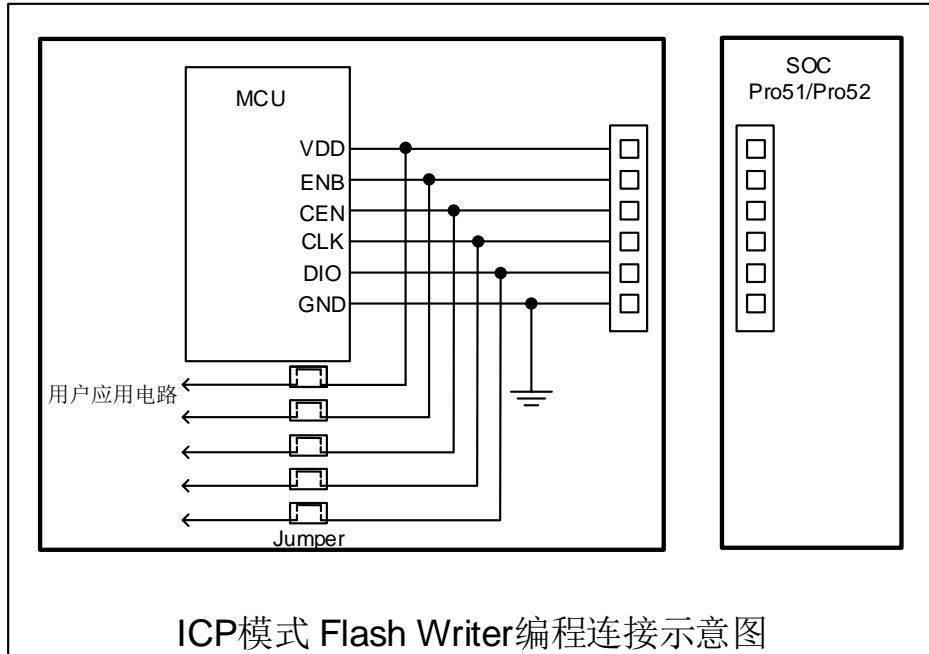 MCU
VDD
ENB
CEN
CLK
DIO
GND
用户应用电路
Jumper
SOC
Pro51/Pro52
ICP模式 Flash Writer编程连接示意图